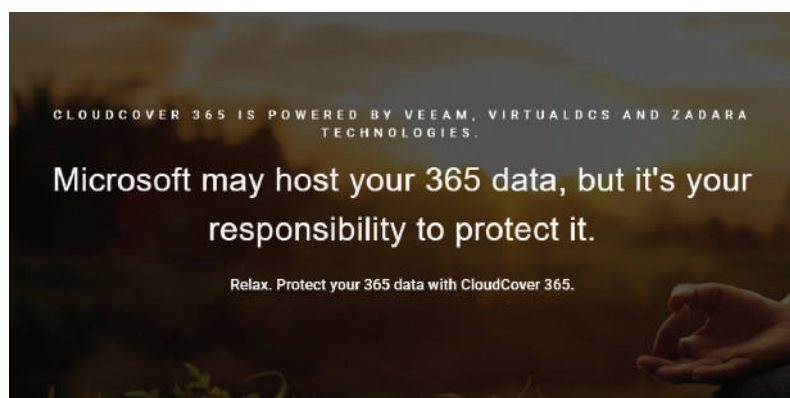 CLOUDCOVER 365 IS POWERED BY VEEAM, VIRTUALDCS AND ZADARA
TECHNOLOGIES.
Microsoft may host your 365 data, but it's your
responsibility to protect it.
Relax. Protect your 365 data with CloudCover 365.